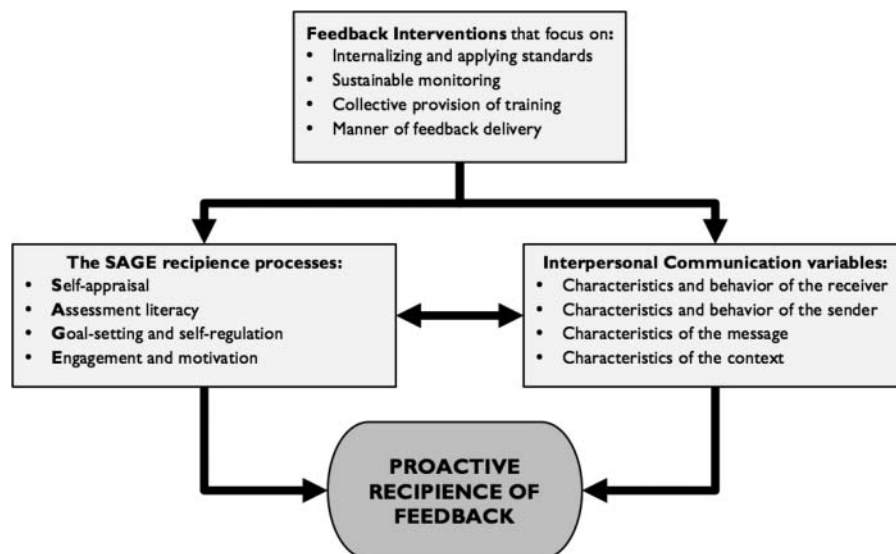 Feedback Interventions that focus on:
• Internalizing and applying standards
• Sustainable monitoring
• Collective provision of training
• Manner of feedback delivery
The SAGE recipience processes:
• Self-appraisal
• Assessment literacy
• Goal-setting and self-regulation
• Engagement and motivation
Interpersonal Communication variables:
• Characteristics and behavior of the receiver
• Characteristics and behavior of the sender
• Characteristics of the message
• Characteristics of the context
PROACTIVE
RECIPIENCE OF
FEEDBACK